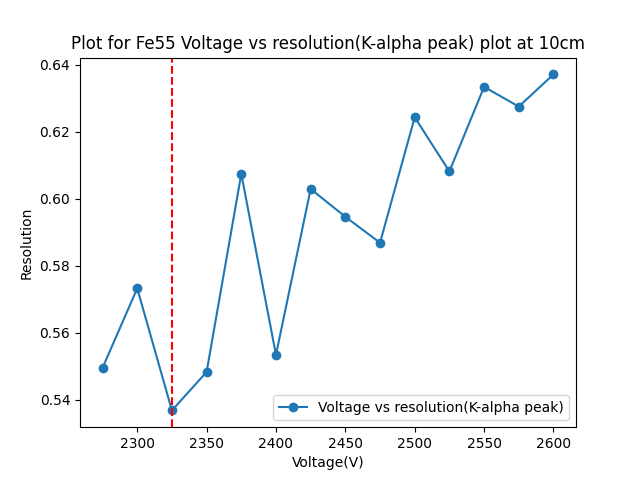 Plot for Fe55 Voltage vs resolution(K-alpha peak) plot at 10cm
0.64
0.62
0.60
0.58
0.56
0.54
Resolution
Voltage vs resolution(K-alpha peak)
2300 2350 2400 2450 2500 2550 2600
Voltage(V)